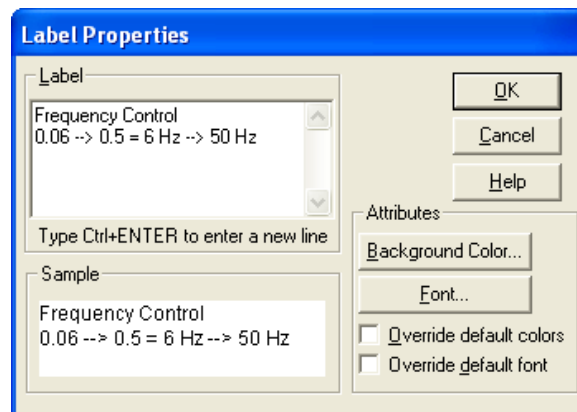 Label Properties
Label
Frequency Control
0.06 --> 0.5 = 6 Hz --> 50 Hz
Type Ctrl+ENTER to enter a new line
Sample
Frequency Control
0.06 --> 0.5 = 6 Hz --> 50 Hz
OK
Cancel
Help
Attributes
Background Color...
Font...
Override default colors
Override default font